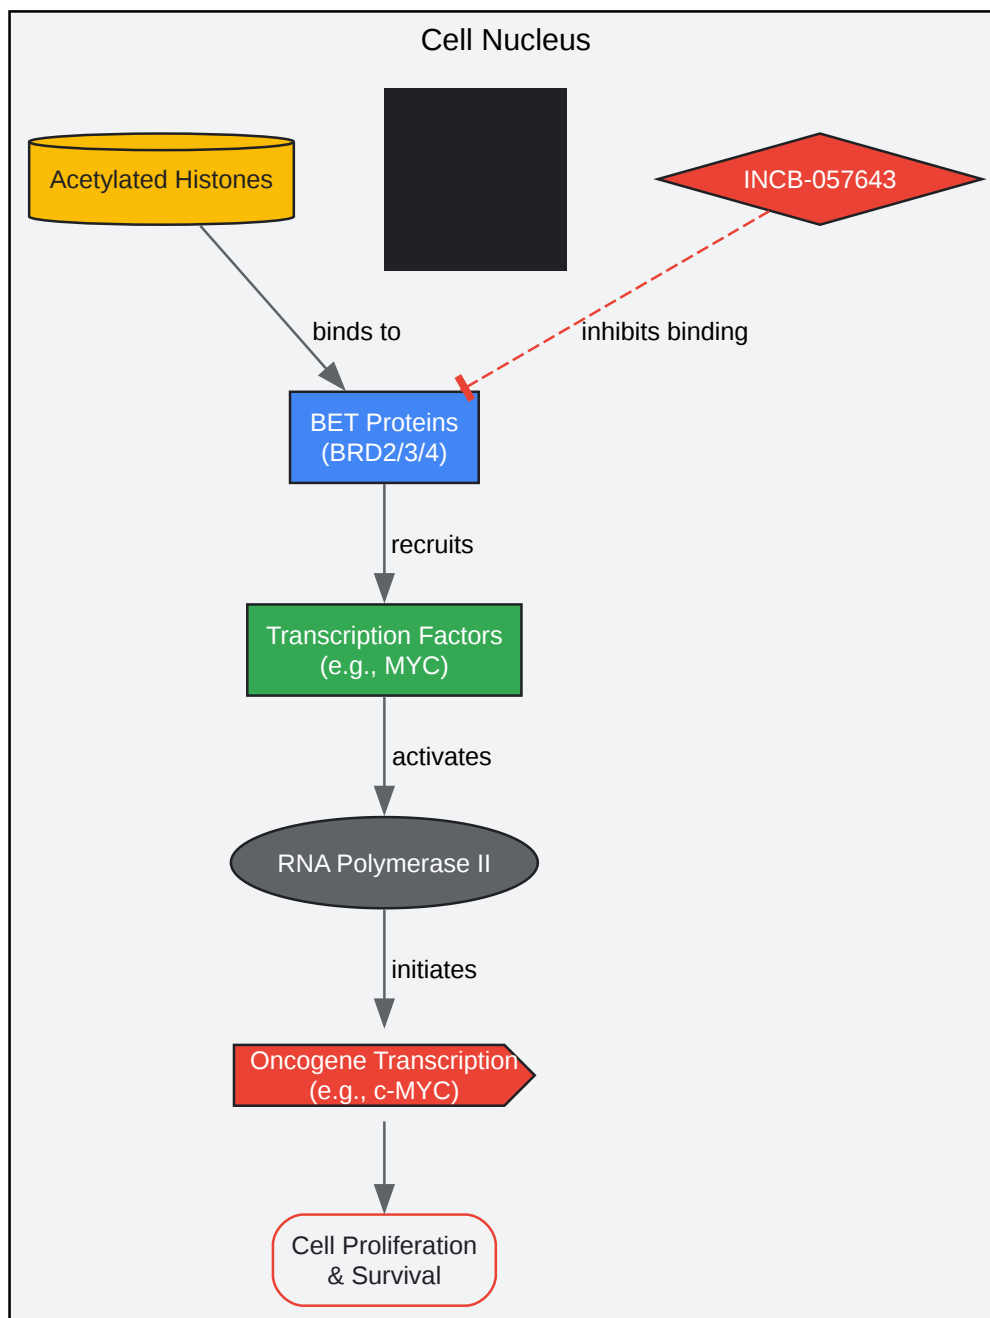 Cell Nucleus
Acetylated Histones
INCB-057643
binds to
inhibits binding
BET Proteins
(BRD2/3/4)
recruits
Transcription Factors
(e.g., MYC)
activates
RNA Polymerase II
initiates
Oncogene Transcription
(e.g., c-MYC)
Cell Proliferation
& Survival